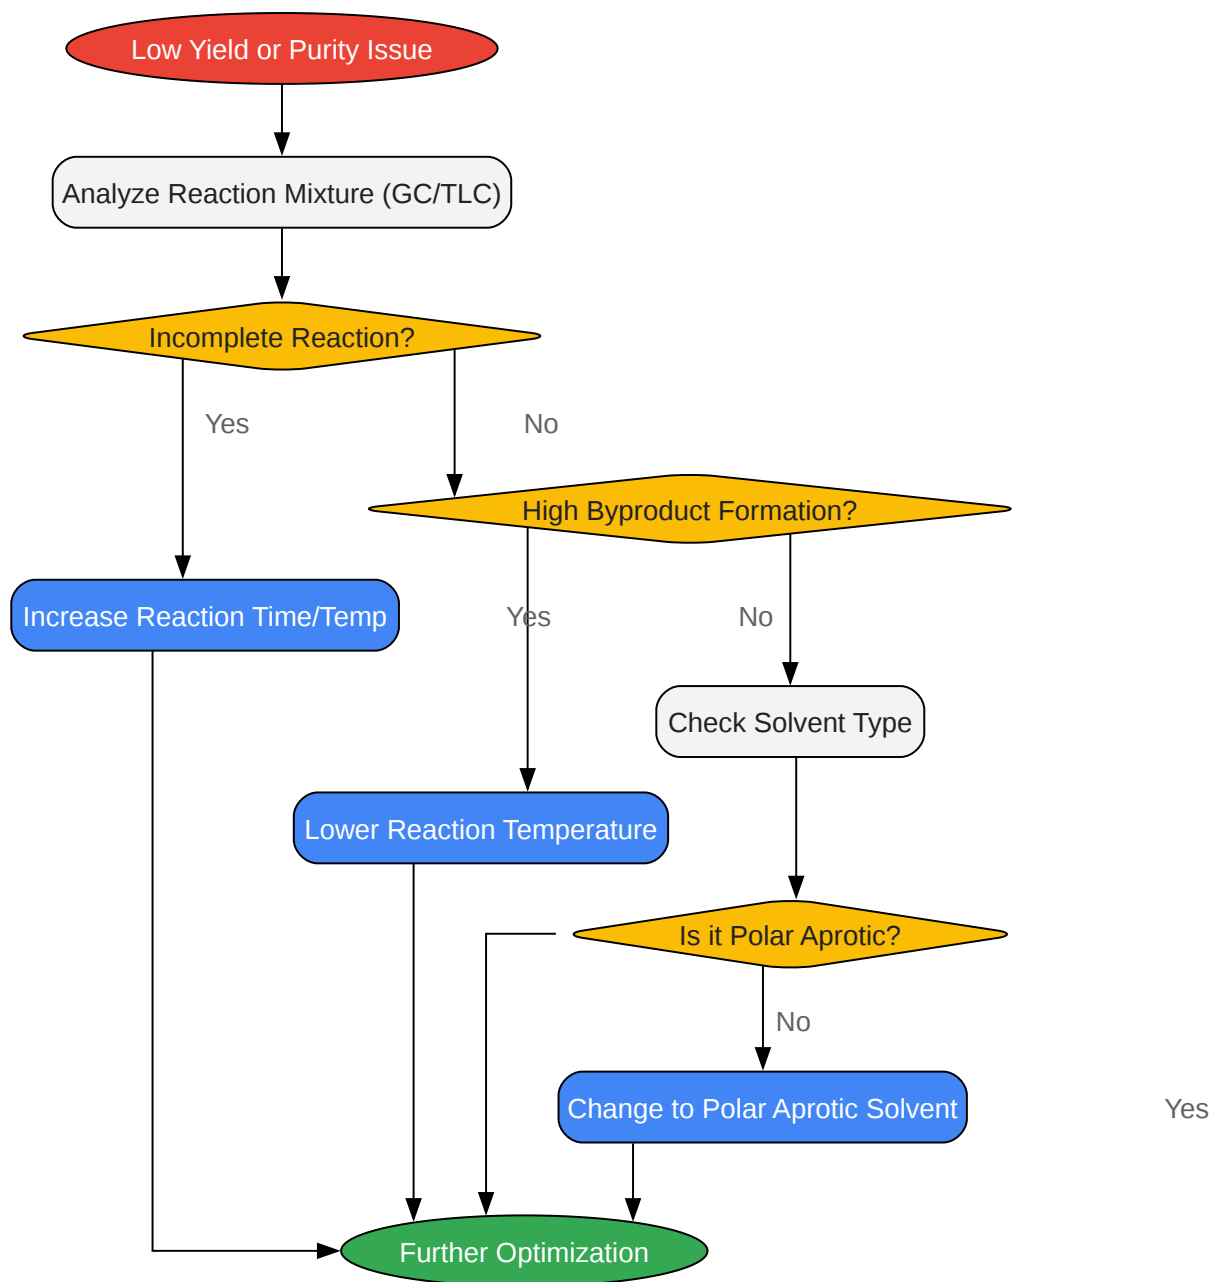 Low Yield or Purity Issue
Analyze Reaction Mixture (GC/TLC)
Incomplete Reaction?
Yes
No
High Byproduct Formation?
Increase Reaction Time/Temp
Yes
No
Check Solvent Type
Lower Reaction Temperature
Is it Polar Aprotic?
No
Change to Polar Aprotic Solvent
Yes
Further Optimization